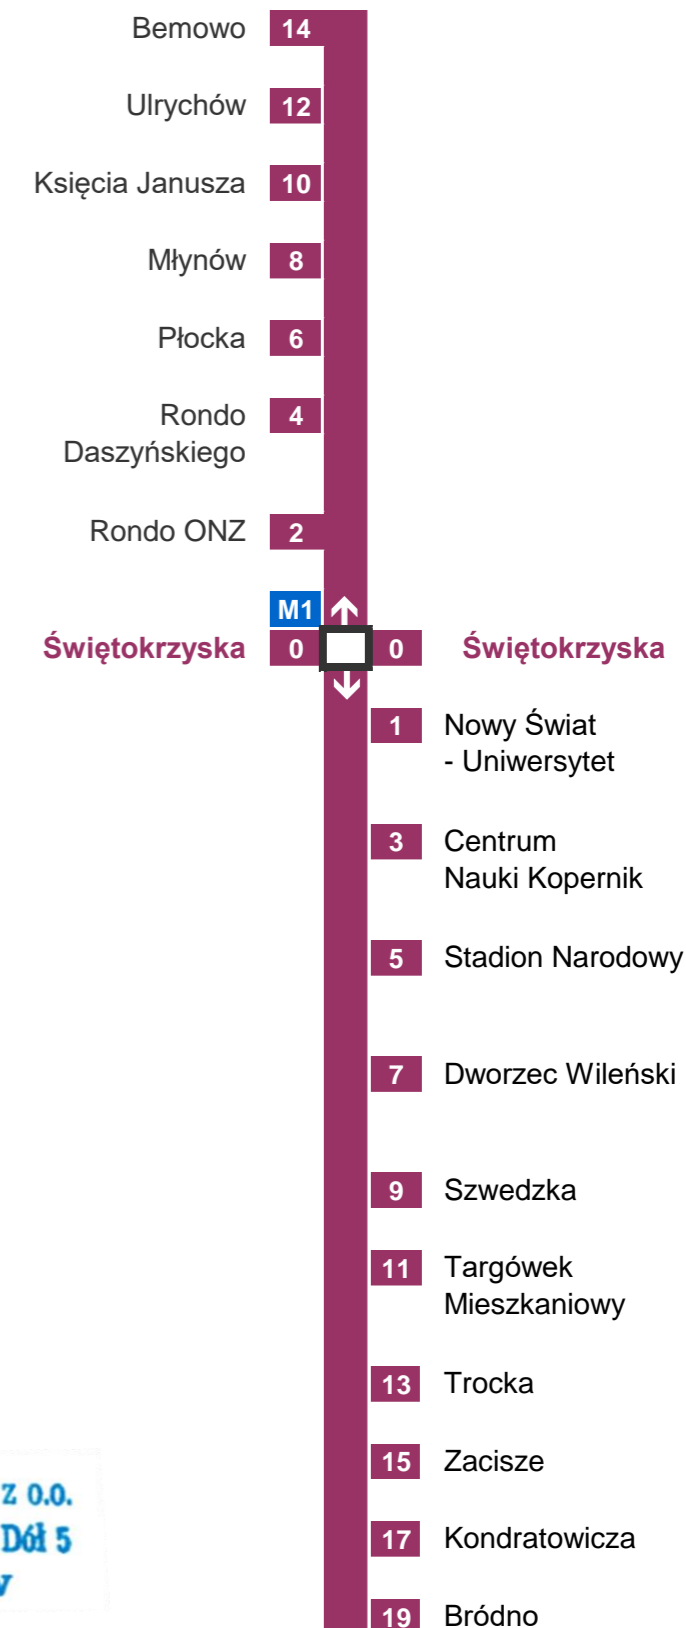 Bemowo 14
Ulrychów 12
Księcia Janusza 10
Młynów 8
Płocka 6
Rondo 4
Daszyńskiego
Rondo ONZ 2
M1
Świętokrzyska 0 0 Świętokrzyska
1 Nowy Świat
- Uniwersytet
3 Centrum
Nauki Kopernik
5 Stadion Narodowy
7 Dworzec Wileński
9 Szwedzka
11 Targówek
Mieszkaniowy
13 Trocka
15 Zacisze
z o.o.
Dół 5
17 Kondratowicza
19 Bródno